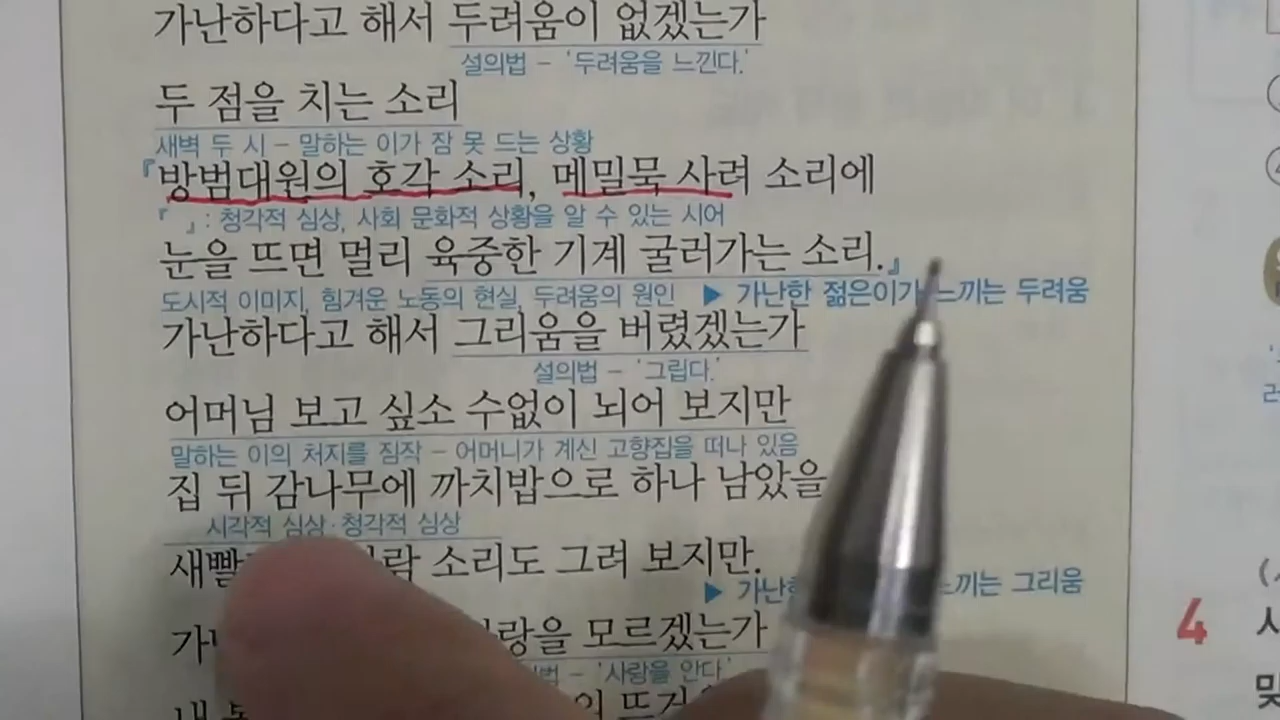 가난하다고 해서 두려움이 없겠는가
설의법 – '두려움을 느낀다.'
두 점을 치는 소리
새벽 두 시 – 말하는 이가 잠 못 드는 상황
『방범대원의 호각 소리, 메밀묵 사려 소리에
『 』: 청각적 심상, 사회 문화적 상황을 알 수 있는 시어
눈을 뜨면 멀리 육중한 기계 굴러가는 소리.』
도시적 이미지, 힘겨운 노동의 현실, 두려움의 원인 ▶ 가난한 젊은이가 느끼는 두려움
가난하다고 해서 그리움을 버렸겠는가
설의법 – '그립다.'
어머님 보고 싶소 수없이 뇌어 보지만
말하는 이의 처지를 짐작 – 어머니가 계신 고향집을 떠나 있음
집 뒤 감나무에 까치밥으로 하나 남았을
시각적 심상·청각적 심상
소리도 그려 보지만.
▶ 그리움
모르겠는가
'사랑을 안다.'
내
4